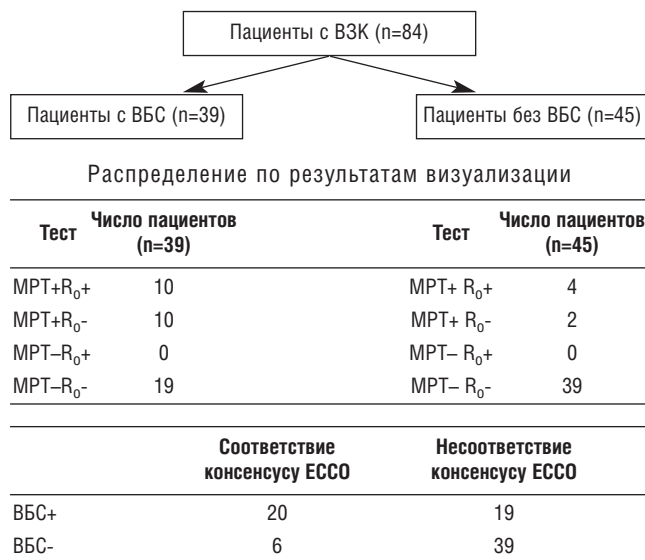 Пациенты с ВЗК (n=84)
Пациенты с ВБС (n=39) Пациенты без ВБС (n=45)
Распределение по результатам визуализации
Тест Число пациентов (n=39) Тест Число пациентов (n=45)
МРТ+R₀+ 10 МРТ+ R₀+ 4
МРТ+R₀- 10 МРТ+ R₀- 2
МРТ–R₀+ 0 МРТ– R₀+ 0
МРТ–R₀- 19 МРТ– R₀- 39
Соответствие консенсусу ECCO Несоответствие консенсусу ECCO
ВБС+ 20 19
ВБС- 6 39